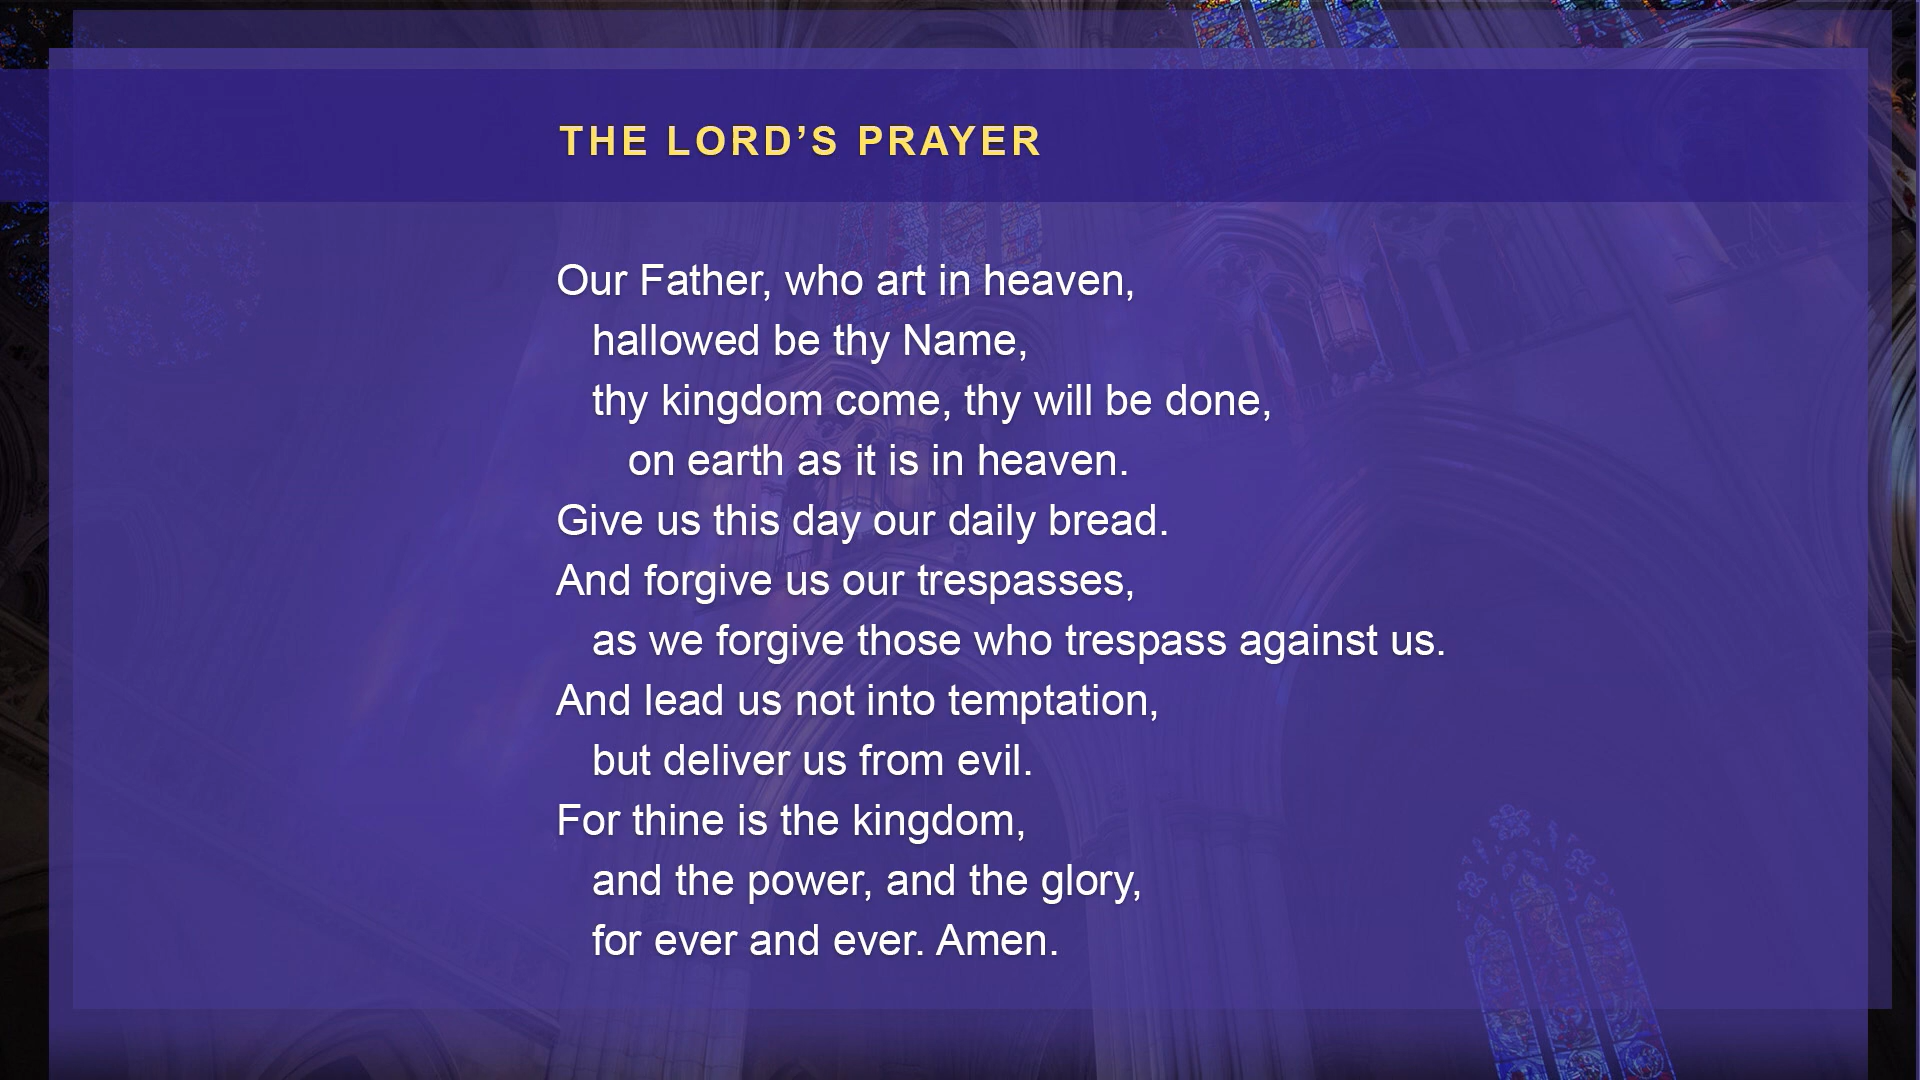 THE LORD’S PRAYER
Our Father, who art in heaven,
hallowed be thy Name,
thy kingdom come, thy will be done,
on earth as it is in heaven.
Give us this day our daily bread.
And forgive us our trespasses,
as we forgive those who trespass against us.
And lead us not into temptation,
but deliver us from evil.
For thine is the kingdom,
and the power, and the glory,
for ever and ever. Amen.